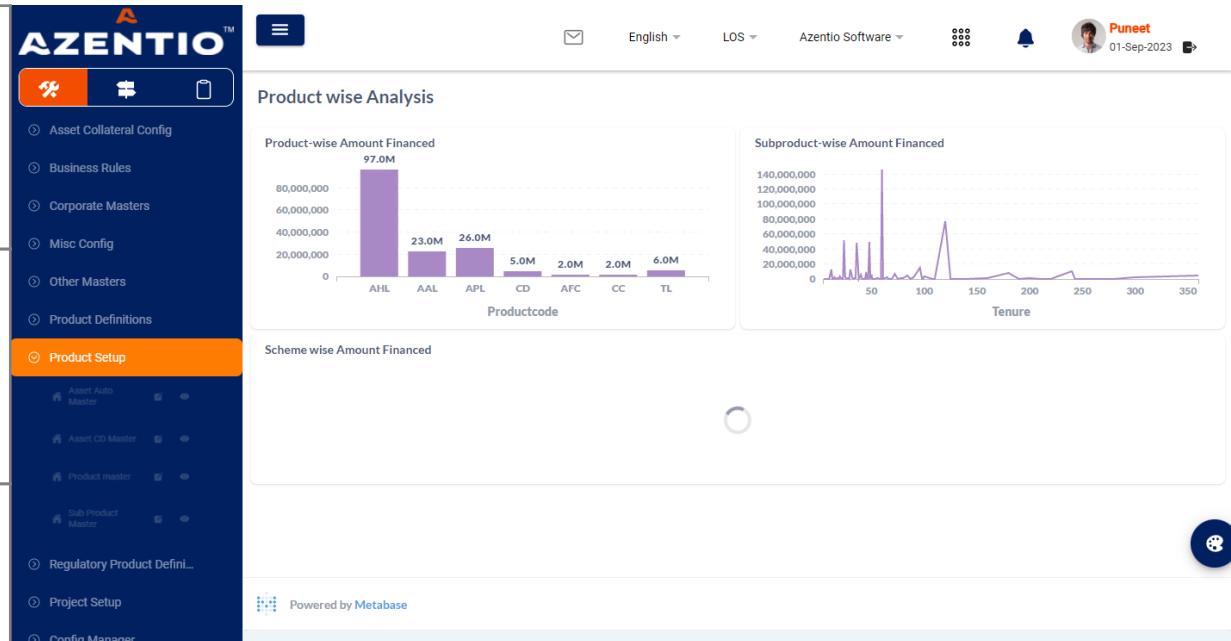 AZENTIO™
English
LOS
Azentio Software
Puneet
01-Sep-2023
Asset Collateral Config
Business Rules
Corporate Masters
Misc Config
Other Masters
Product Definitions
Product Setup
Asset Auto
Master
Asset CD Master
Product master
Sub Product
Master
Regulatory Product Defini...
Project Setup
Config Manager
Product wise Analysis
Product-wise Amount Financed
97.0M
80,000,000
60,000,000
40,000,000
20,000,000
0
23.0M
26.0M
5.0M
2.0M
2.0M
6.0M
AHL AAL APL CD AFC CC TL
Productcode
Subproduct-wise Amount Financed
140,000,000
120,000,000
100,000,000
80,000,000
60,000,000
40,000,000
20,000,000
0
50 100 150 200 250 300 350
Tenure
Scheme wise Amount Financed
Powered by Metabase